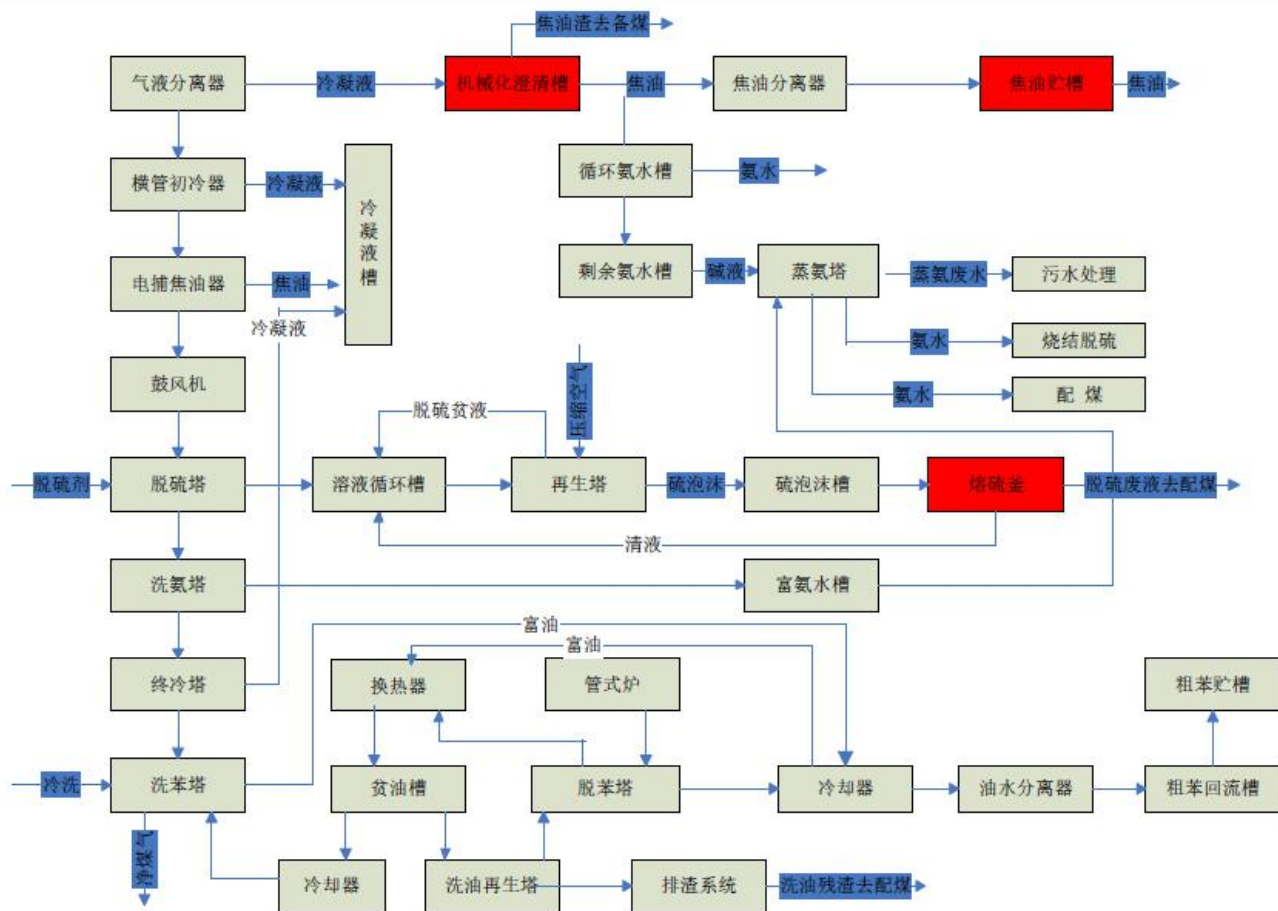 焦油渣去备煤
气液分离器
冷凝液
机械化澄清槽
焦油
焦油分离器
焦油贮槽
焦油
横管初冷器
冷凝液
冷凝液槽
循环氨水槽
氨水
电捕焦油器
焦油
剩余氨水槽
碱液
蒸氨塔
蒸氨废水
污水处理
冷凝液
氨水
烧结脱硫
鼓风机
压缩空气
氨水
配 煤
脱硫贫液
脱硫剂
脱硫塔
溶液循环槽
再生塔
硫泡沫
硫泡沫槽
熔硫釜
脱硫废液去配煤
清液
洗氨塔
富氨水槽
富油
富油
终冷塔
换热器
管式炉
粗苯贮槽
冷洗
洗苯塔
贫油槽
脱苯塔
冷却器
油水分离器
粗苯回流槽
净煤气
冷却器
洗油再生塔
排渣系统
洗油残渣去配煤